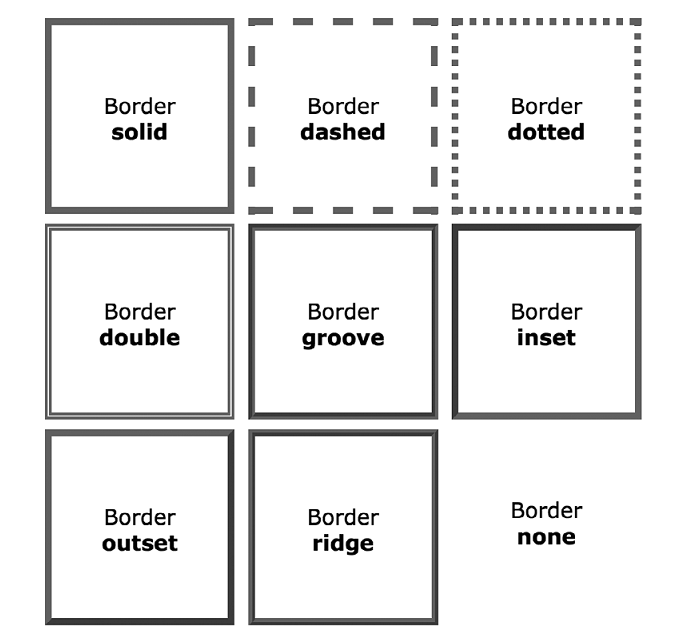 Border
solid
Border
dashed
Border
dotted
Border
double
Border
groove
Border
inset
Border
outset
Border
ridge
Border
none